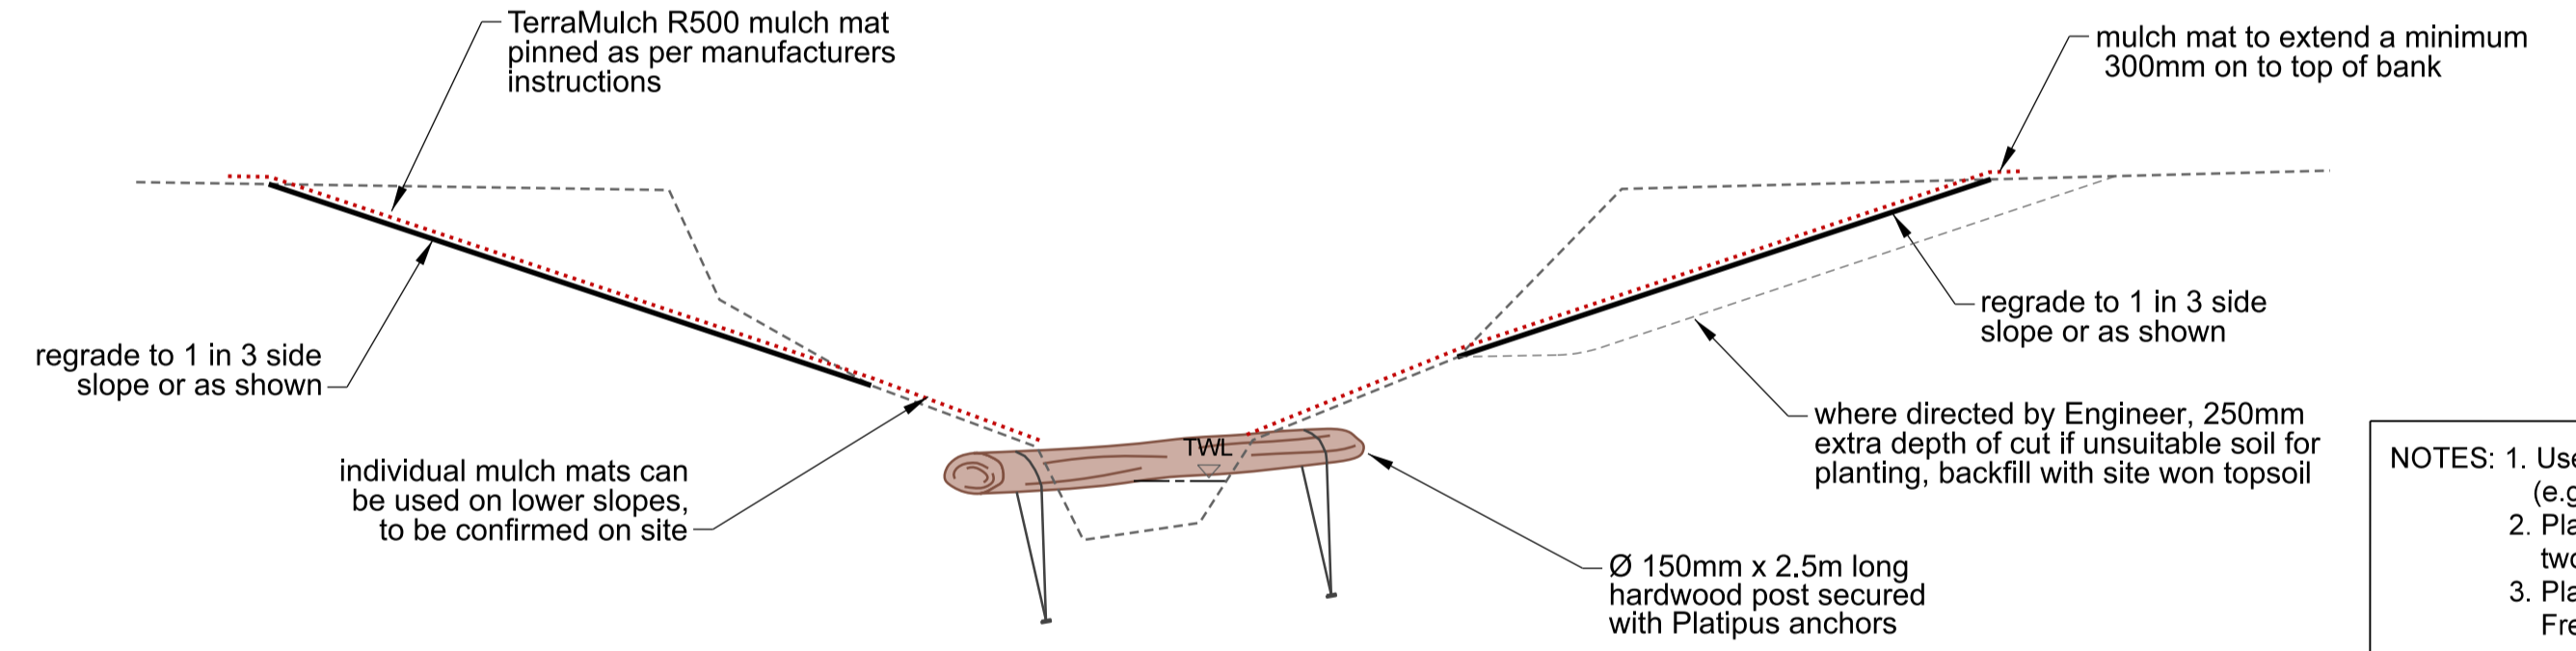 TerraMulch R500 mulch mat
pinned as per manufacturers
instructions
mulch mat to extend a minimum
300mm on to top of bank
regrade to 1 in 3 side
slope or as shown
regrade to 1 in 3 side
slope or as shown
individual mulch mats can
be used on lower slopes,
to be confirmed on site
TWL
where directed by Engineer, 250mm
extra depth of cut if unsuitable soil for
planting, backfill with site won topsoil
Ø 150mm x 2.5m long
hardwood post secured
with Platipus anchors
NOTES: 1.
(e.g
2.
3.